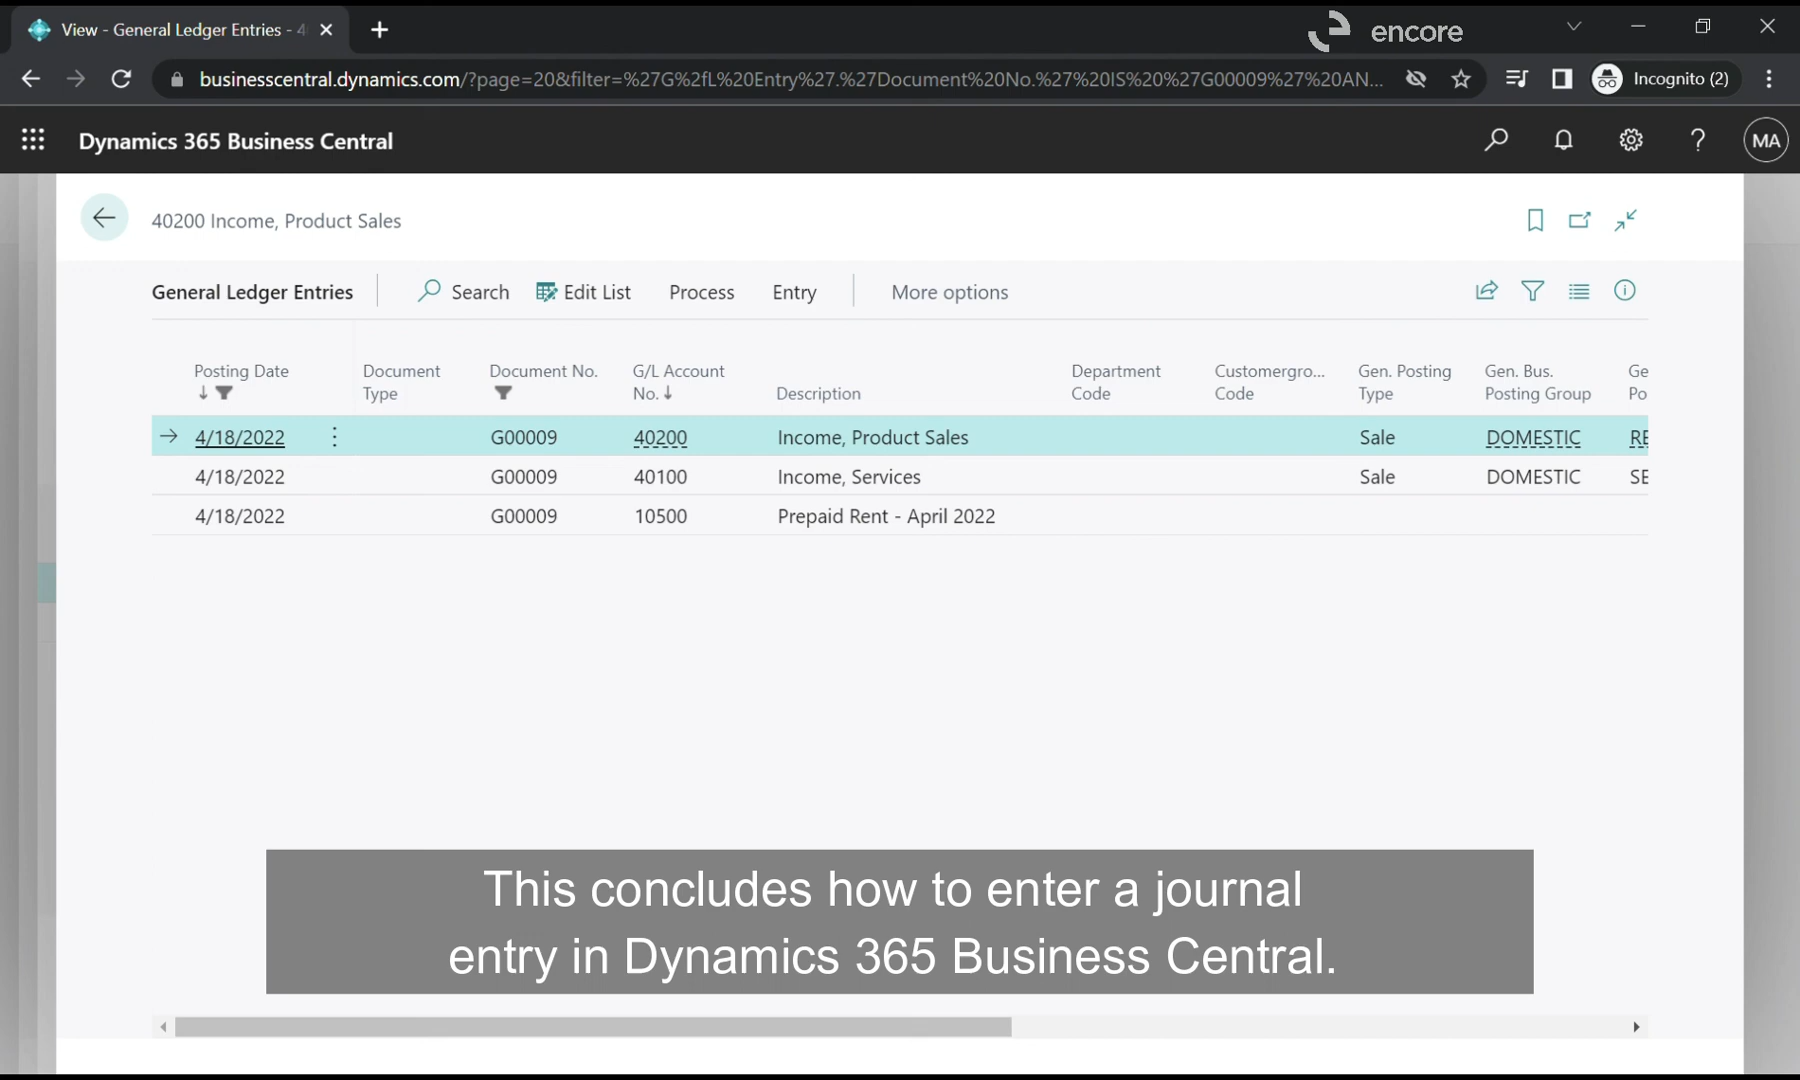 View - General Ledger Entries - 4
encore
businesscentral.dynamics.com/?page=20&filter=%27G%2fL%20Entry%27.%27Document%20No.%27%20IS%20%27G00009%27%20AN...
Incognito (2)
Dynamics 365 Business Central
MA
40200 Income, Product Sales
General Ledger Entries Search Edit List Process Entry More options
Posting Date Document Type Document No. G/L Account No. Description Department Code Customergro... Code Gen. Posting Type Gen. Bus. Posting Group Ge Po
4/18/2022 G00009 40200 Income, Product Sales Sale DOMESTIC RE
4/18/2022 G00009 40100 Income, Services Sale DOMESTIC SE
4/18/2022 G00009 10500 Prepaid Rent - April 2022
This concludes how to enter a journal
entry in Dynamics 365 Business Central.